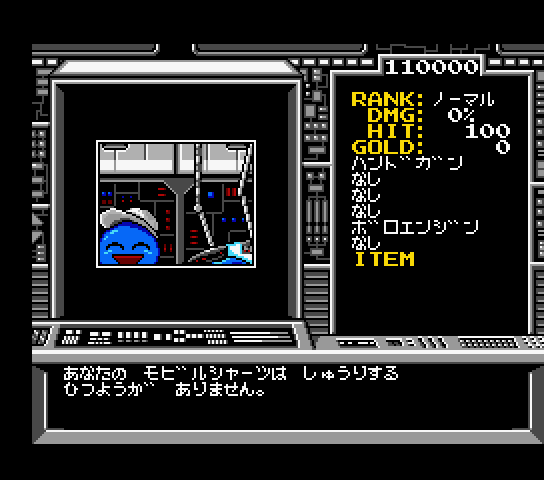 110000
RANK: ノーマル
DMG: 0%
HIT: 100
GOLD: 0
ハンドガン
なし
なし
なし
ボロエンジン
なし
ITEM
あなたの モビルシャーツは しゅうりする
ひつようが ありません。